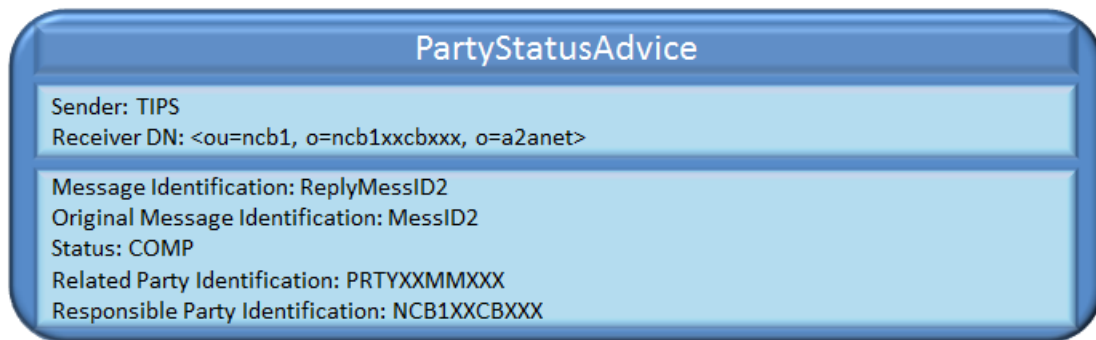 PartyStatusAdvice
Sender: TIPS
Receiver DN: <ou=ncb1, o=ncb1xxcbxxx, o=a2anet>
Message Identification: ReplyMessID2
Original Message Identification: MessID2
Status: COMP
Related Party Identification: PRTYXXMMXXX
Responsible Party Identification: NCB1XXCBXXX